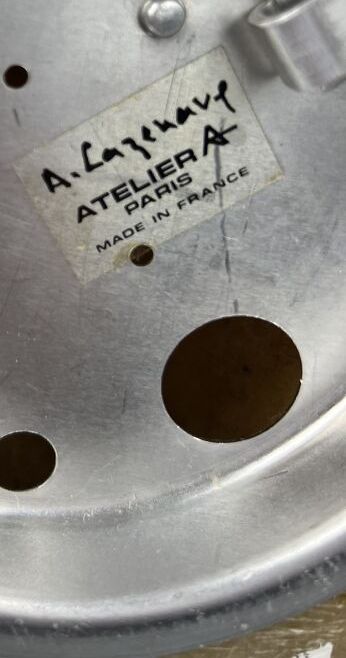 A. Cazenave
ATELIER A
PARIS
MADE IN FRANCE